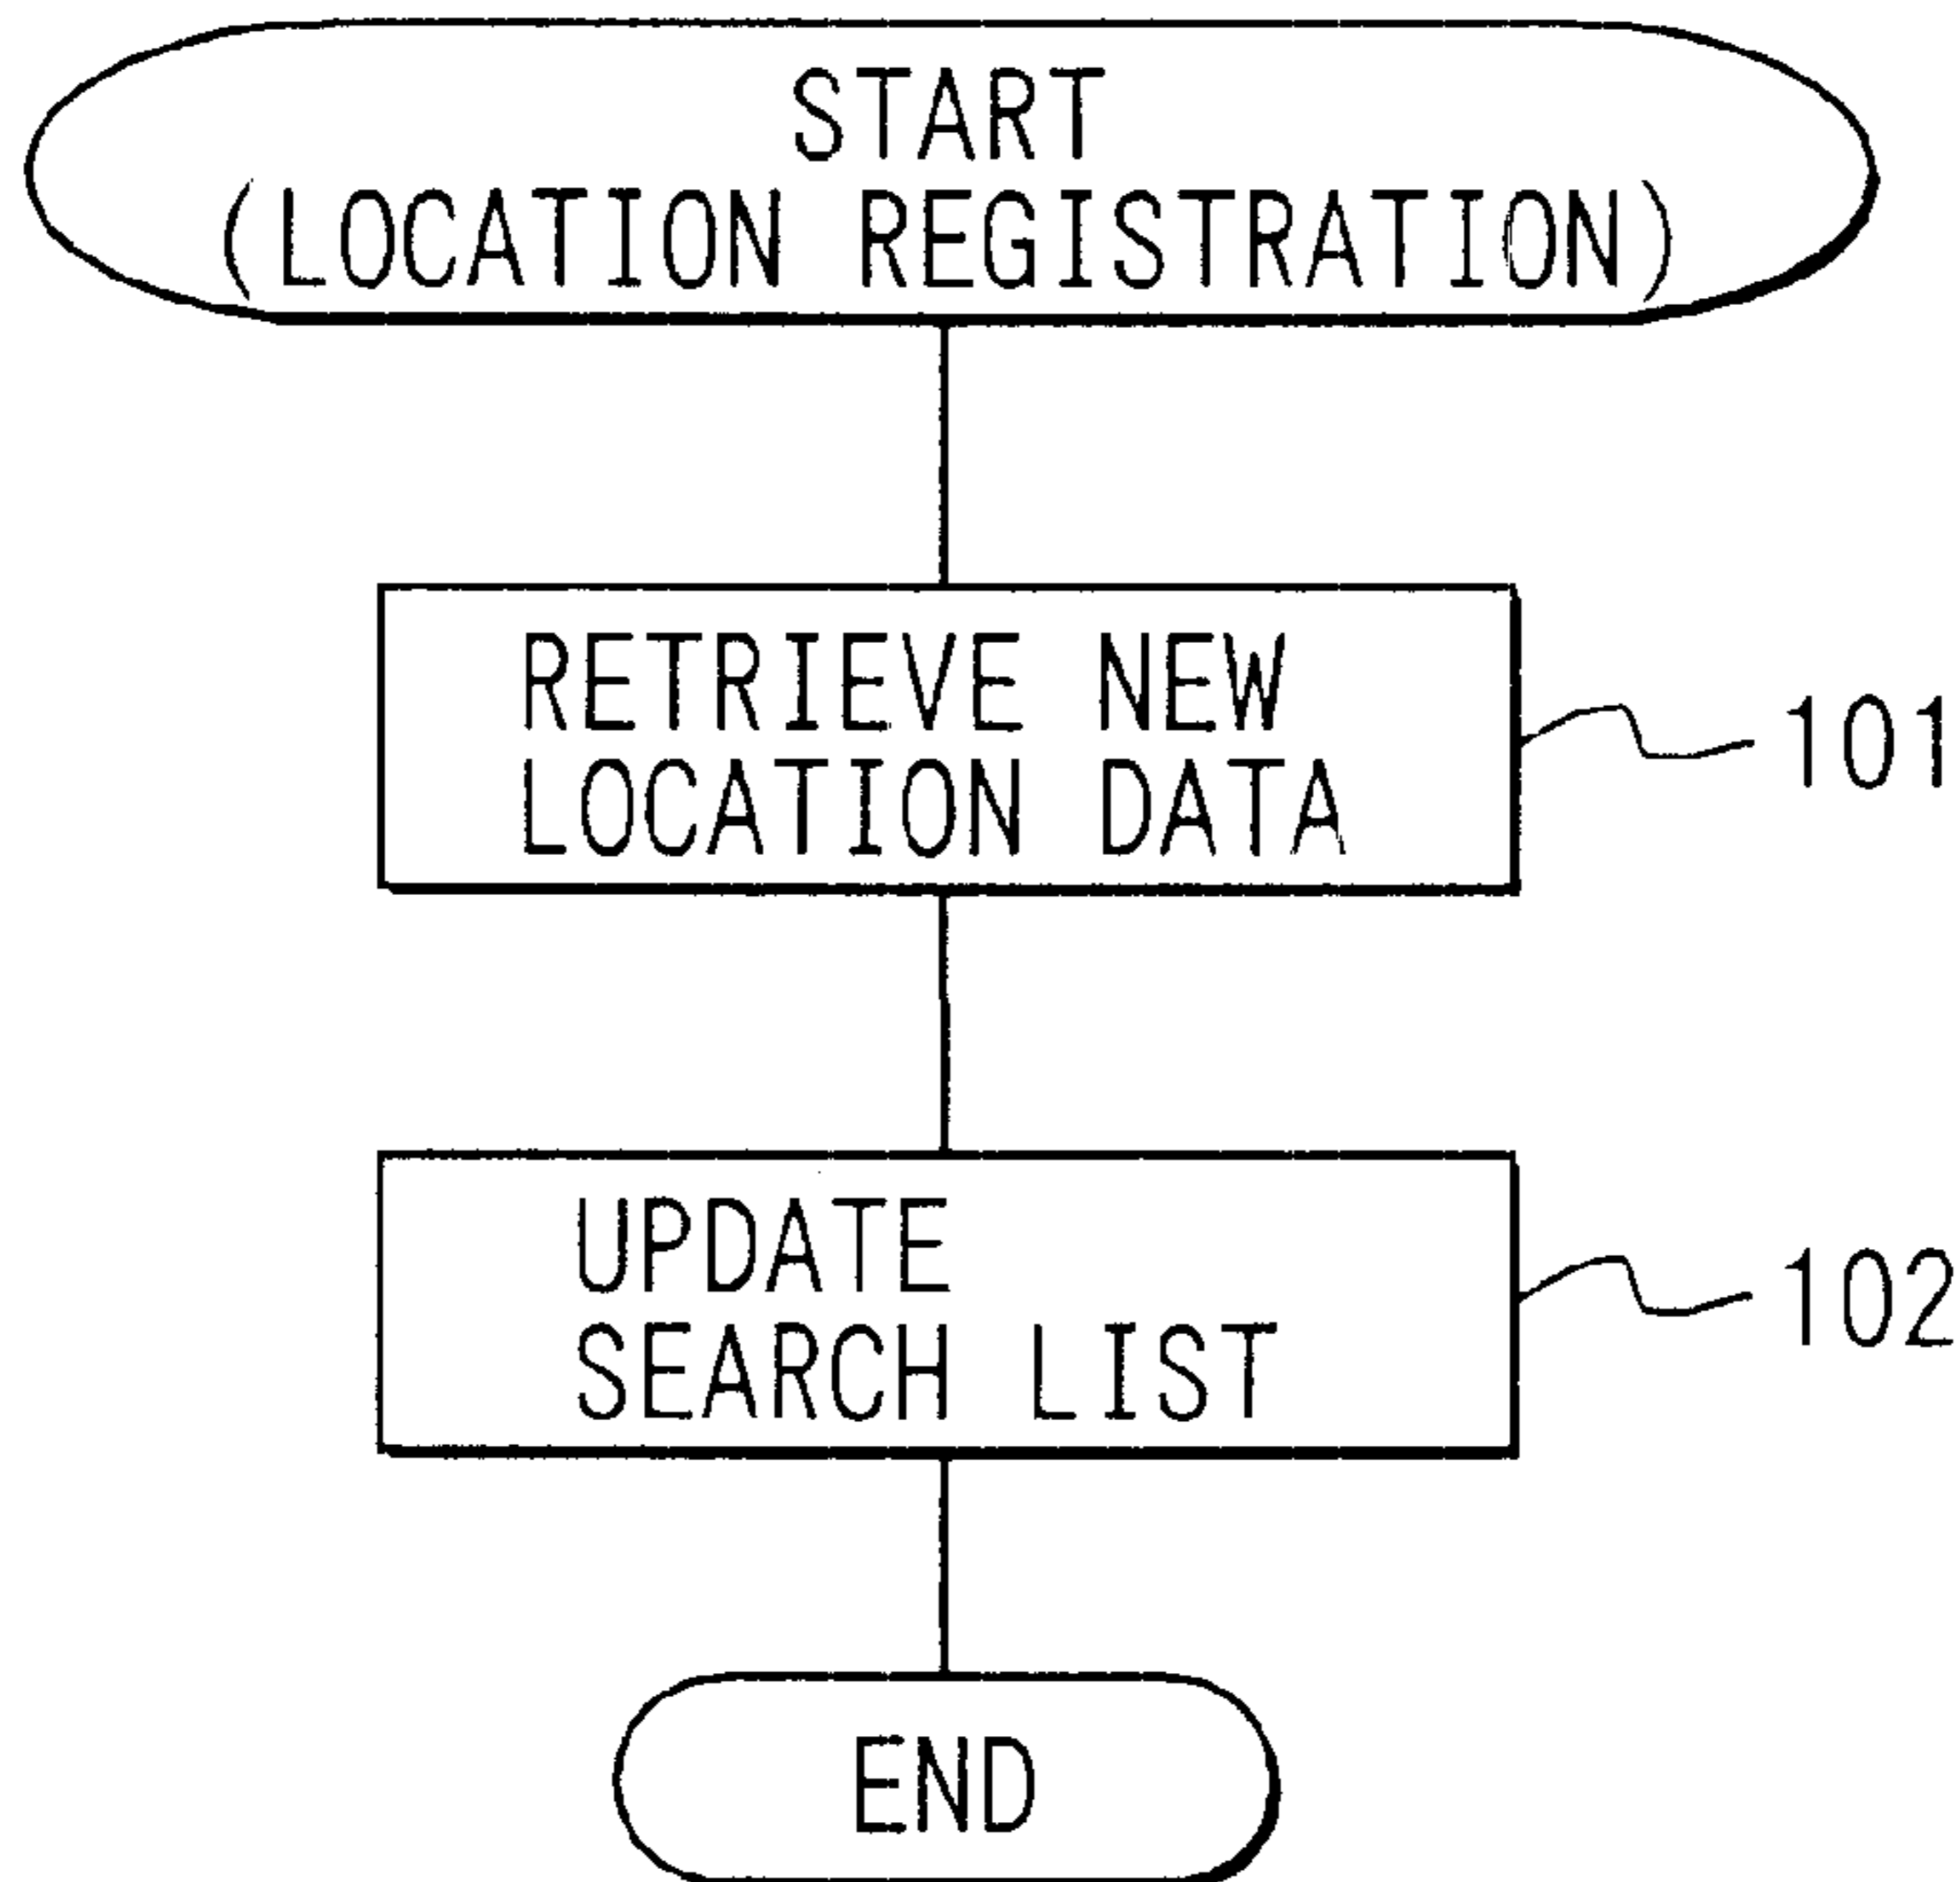 START
(LOCATION REGISTRATION)
RETRIEVE NEW
LOCATION DATA
101
UPDATE
SEARCH LIST
102
END